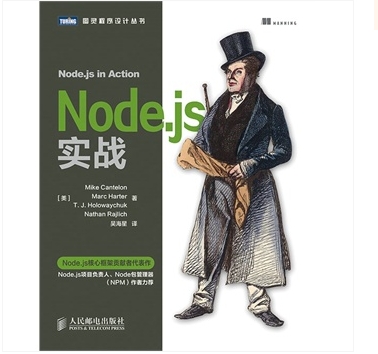 TURING
图灵程序设计丛书
MANNING
Node.js in Action
Node.js
实战
Mike Cantelon
[美] Marc Harter 著
T. J. Holowaychuk
Nathan Rajlich
吴海星 译
Node.js核心框架贡献者代表作
Node.js项目负责人、Node包管理器
（NPM）作者力荐
人民邮电出版社
POSTS & TELECOM PRESS